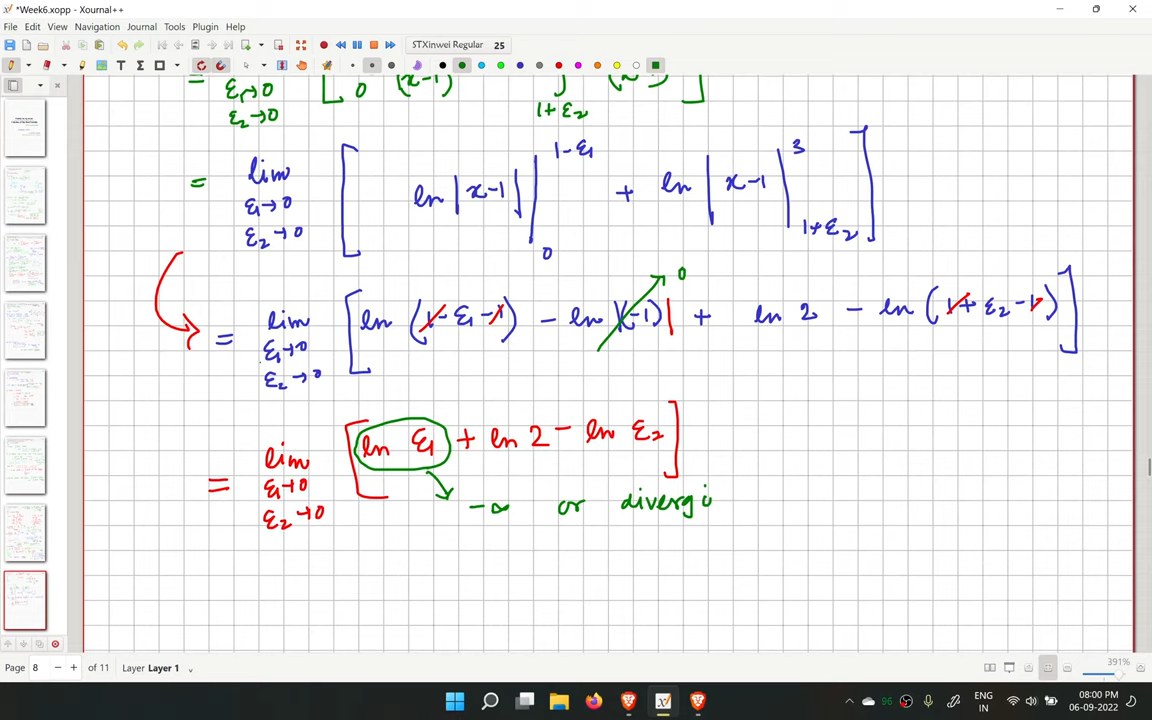 *Week6.xopp - Xournal++
File Edit View Navigation Journal Tools Plugin Help
STXinwei Regular 25
= ε₁→0 [ 0 (x-1)
ε₂→0 1+ε₂ ]
= lim [ ln |x-1| |₀^{1-ε₁} + ln |x-1| |_{1+ε₂}^{3} ]
ε₁→0
ε₂→0
= lim [ ln (1-ε₁-1) - ln |(-1)| → 0 + ln 2 - ln (1+ε₂-1) ]
ε₁→0
ε₂→0
= lim [ ln ε₁ + ln 2 - ln ε₂ ]
ε₁→0
ε₂→0
-∞ or divergi
Page 8 of 11 Layer Layer 1 391%
96 ENG IN 08:00 PM 06-09-2022